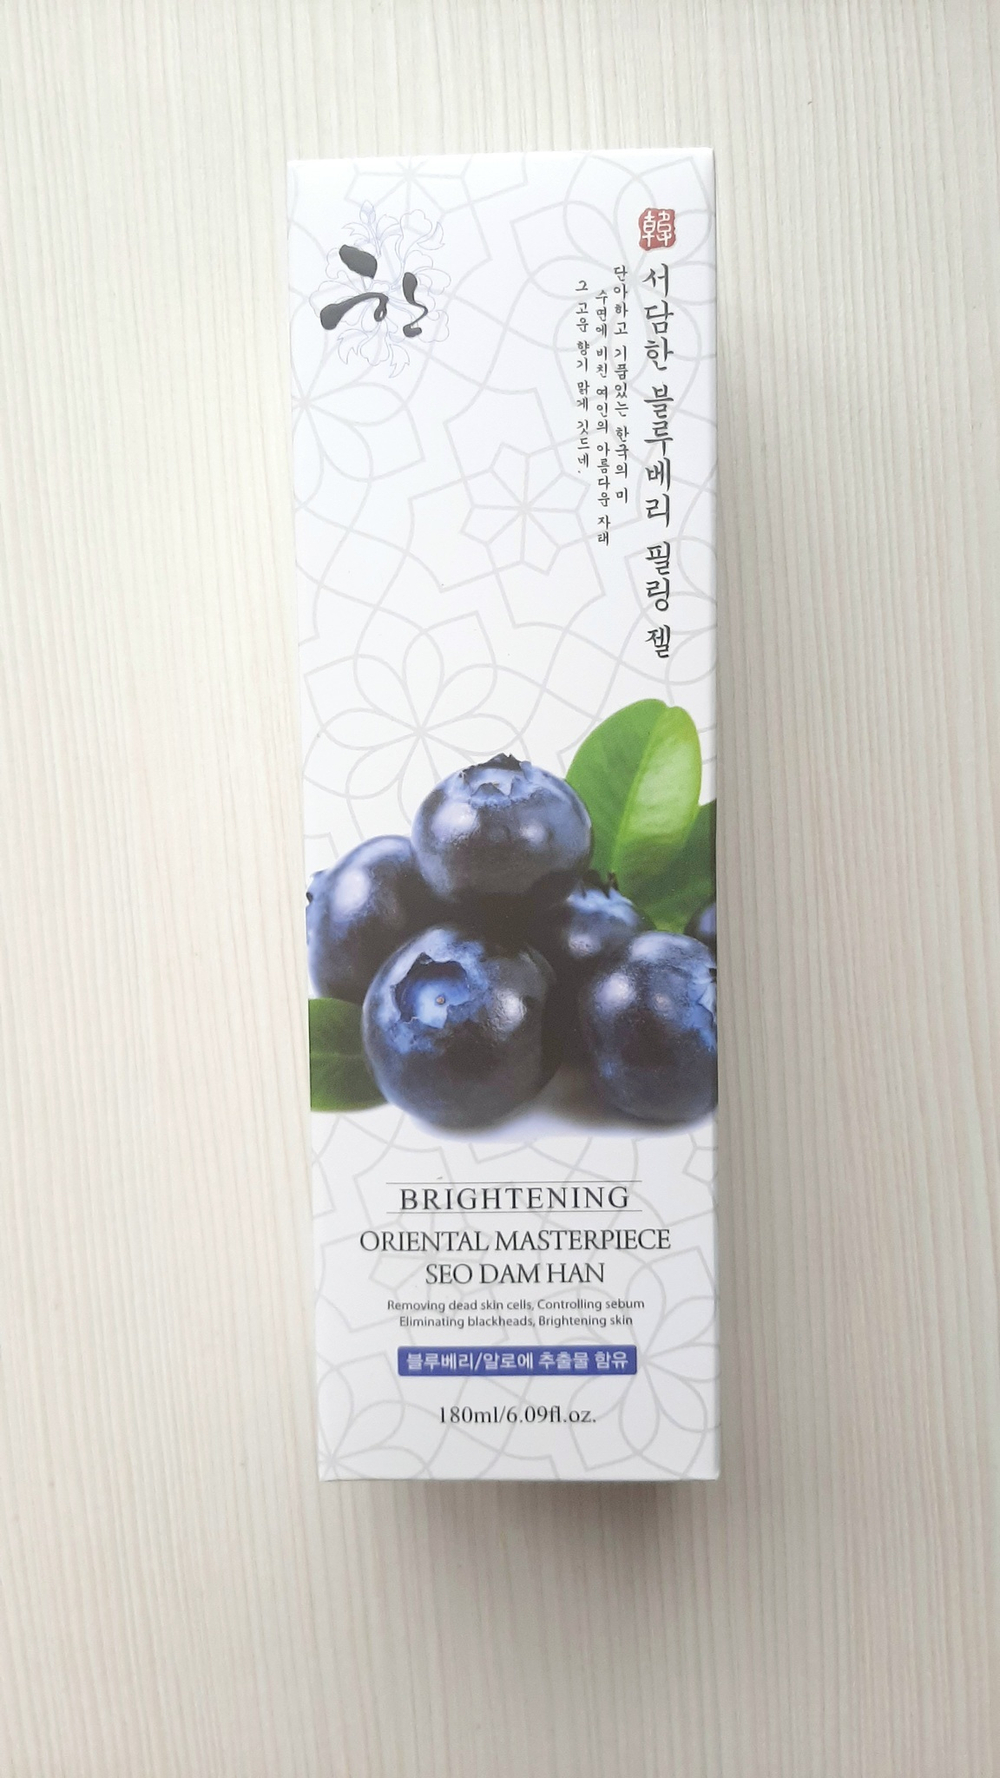 한
韓
서담한 블루베리 필링 젤
단아하고 기품있는 한국의 미
수면에 비친 여인의 아름다운 자태
그 고운 향기 맑게 깃드네.
BRIGHTENING
ORIENTAL MASTERPIECE
SEO DAM HAN
Removing dead skin cells, Controlling sebum
Eliminating blackheads, Brightening skin
블루베리/알로에 추출물 함유
180ml/6.09fl.oz.